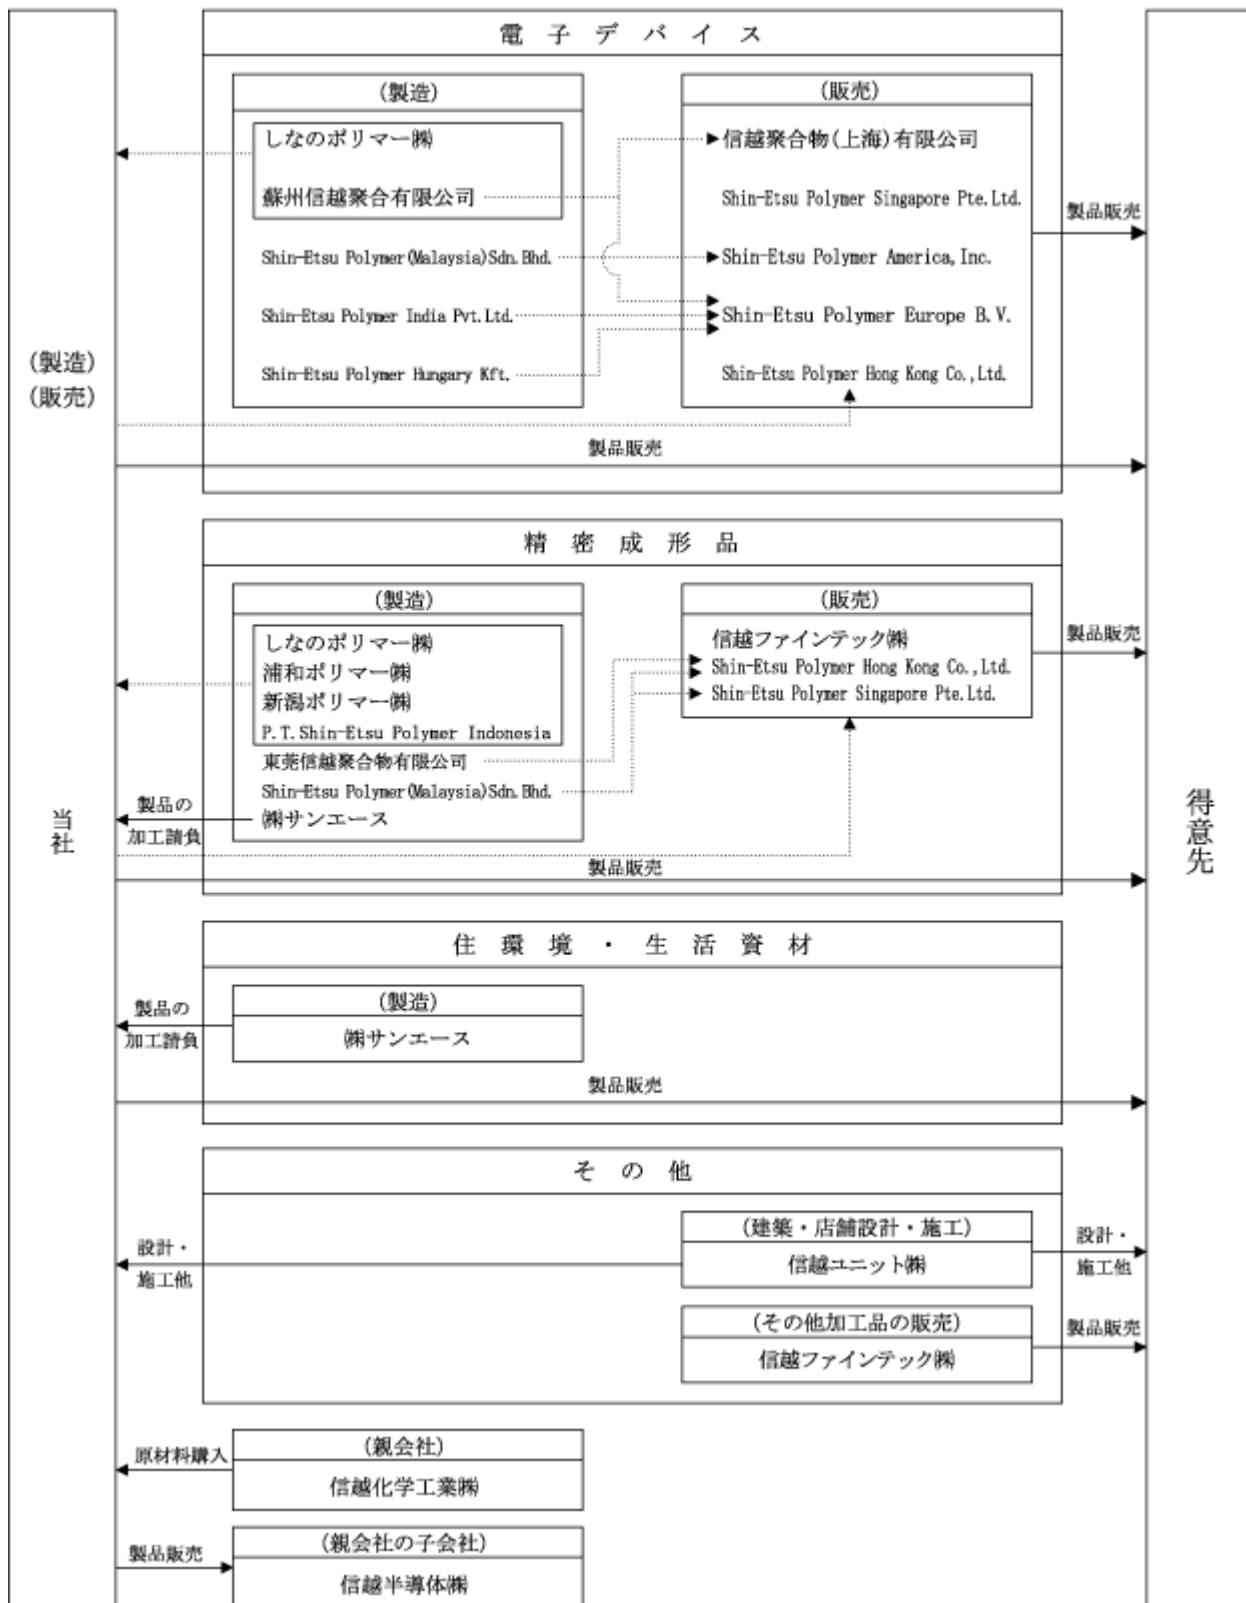 電子デバイス
(製造)
しなのポリマー㈱
蘇州信越聚合有限公司
Shin-Etsu Polymer(Malaysia)Sdn.Bhd.
Shin-Etsu Polymer India Pvt.Ltd.
Shin-Etsu Polymer Hungary Kft.
(販売)
信越聚合物(上海)有限公司
Shin-Etsu Polymer Singapore Pte.Ltd.
Shin-Etsu Polymer America,Inc.
Shin-Etsu Polymer Europe B.V.
Shin-Etsu Polymer Hong Kong Co.,Ltd.
製品販売
製品販売
(製造)
(販売)
当社
得意先
精密成形品
(製造)
しなのポリマー㈱
浦和ポリマー㈱
新潟ポリマー㈱
P.T.Shin-Etsu Polymer Indonesia
東莞信越聚合物有限公司
Shin-Etsu Polymer(Malaysia)Sdn.Bhd.
㈱サンエース
(販売)
信越ファインテック㈱
Shin-Etsu Polymer Hong Kong Co.,Ltd.
Shin-Etsu Polymer Singapore Pte.Ltd.
製品販売
製品の
加工請負
製品販売
住環境・生活資材
(製造)
㈱サンエース
製品の
加工請負
製品販売
その他
(建築・店舗設計・施工)
信越ユニット㈱
設計・
施工他
設計・
施工他
(その他加工品の販売)
信越ファインテック㈱
製品販売
原材料購入
(親会社)
信越化学工業㈱
製品販売
(親会社の子会社)
信越半導体㈱